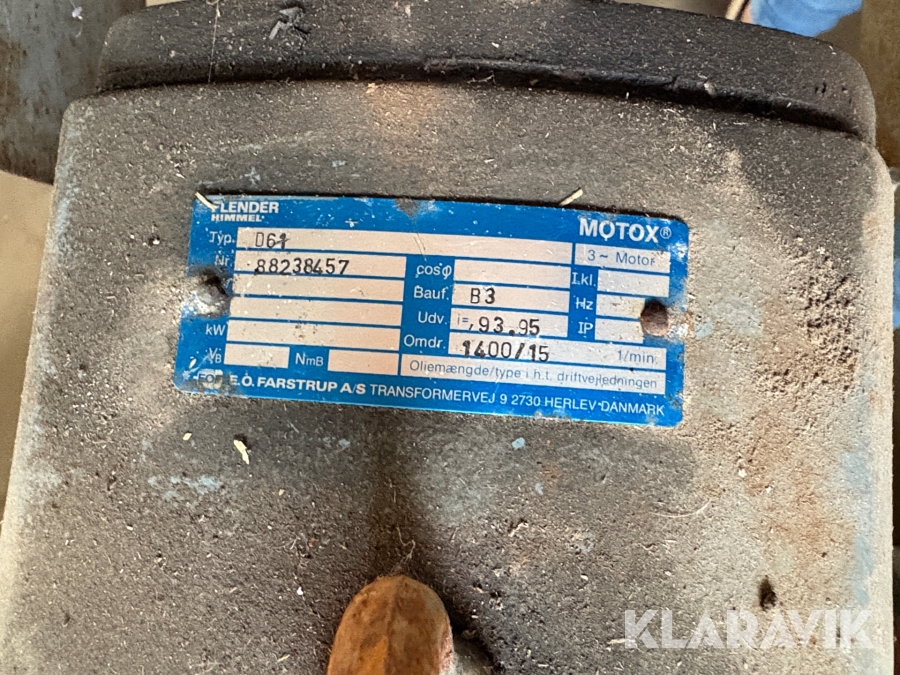 FLENDER
HIMMEL
MOTOX®
Typ. D61
3~ Motor
Nr. 88238457
cosφ
I.kl.
Bauf. B3
Hz
Udv. i= 93.95
IP
kW
Omdr. 1400/15 1/min.
VB NmB
Oliemængde/type i h.t. driftvejledningen
E.O. FARSTRUP A/S TRANSFORMERVEJ 9 2730 HERLEV-DANMARK
KLARAVIK